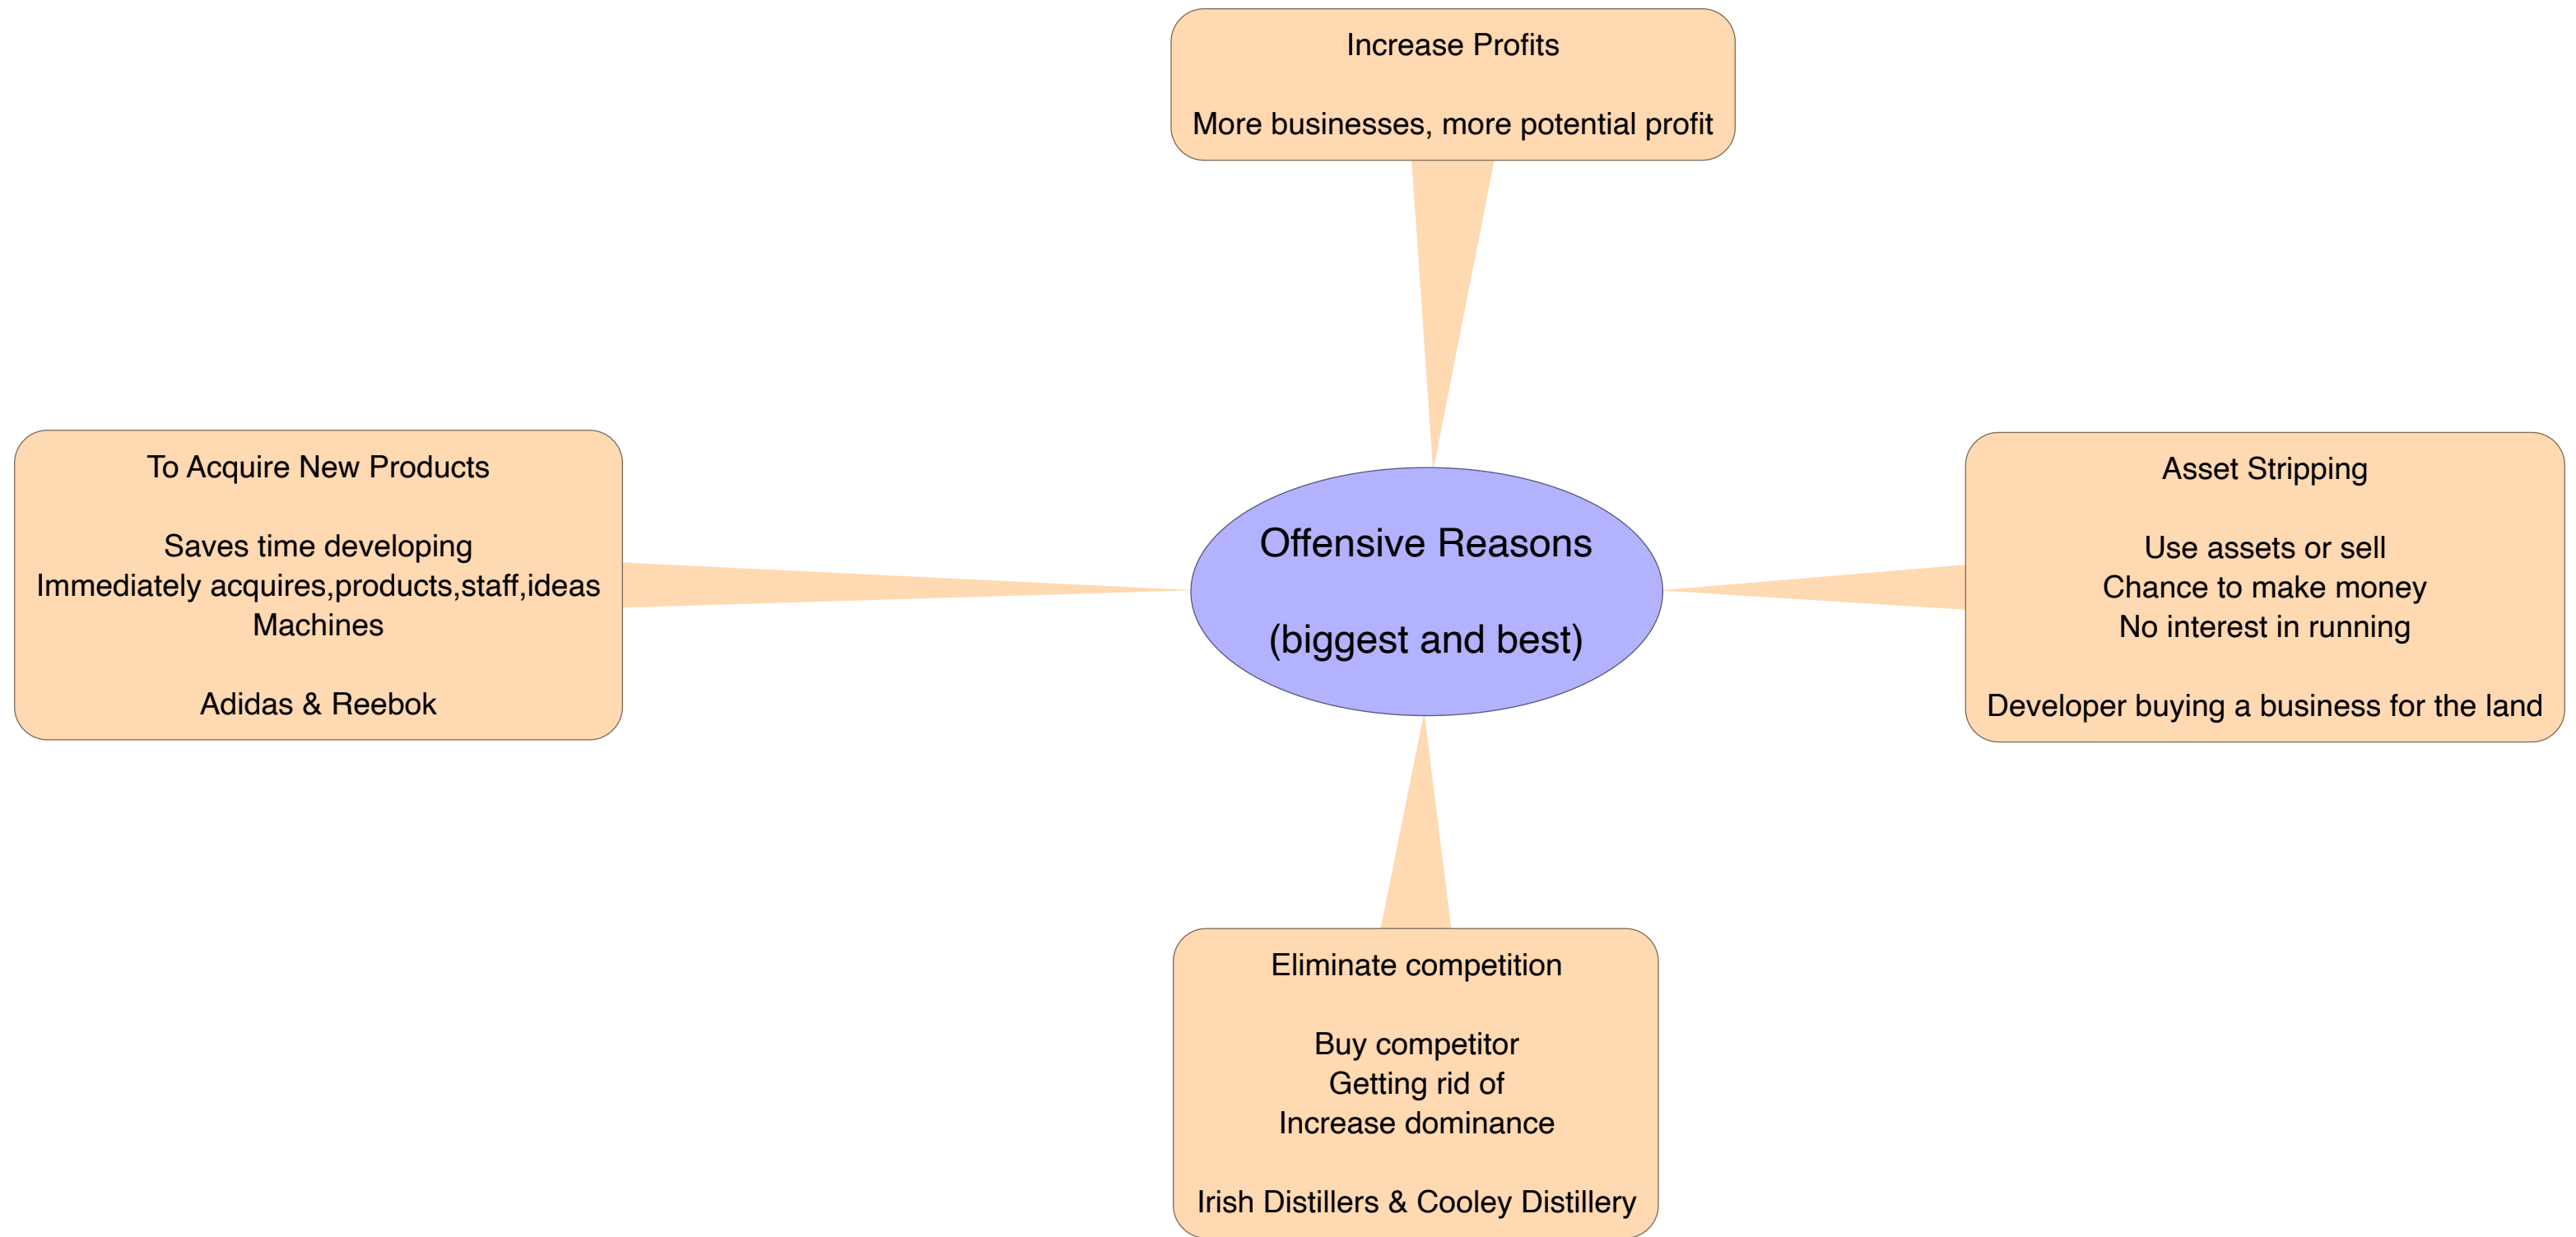 Increase Profits
More businesses, more potential profit
To Acquire New Products
Saves time developing
Immediately acquires,products,staff,ideas
Machines
Adidas & Reebok
Offensive Reasons
(biggest and best)
Asset Stripping
Use assets or sell
Chance to make money
No interest in running
Developer buying a business for the land
Eliminate competition
Buy competitor
Getting rid of
Increase dominance
Irish Distillers & Cooley Distillery